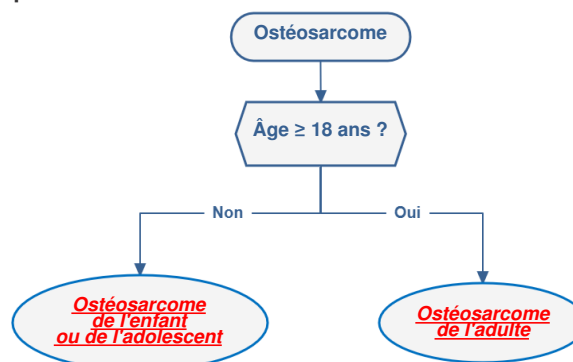 Ostéosarcome
Âge ≥ 18 ans ?
Non
Oui
Ostéosarcome
de l'enfant
ou de l'adolescent
Ostéosarcome
de l'adulte